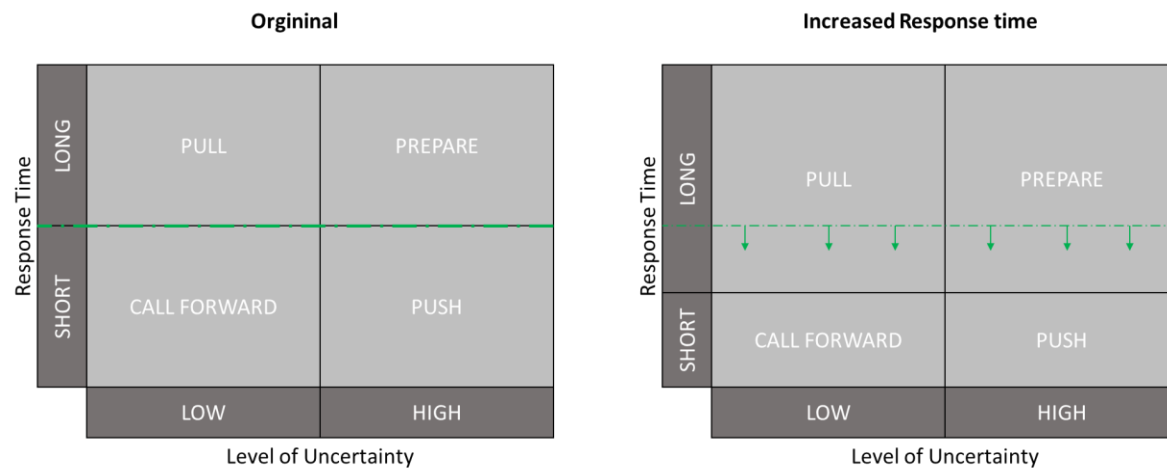 Orgininal
Response Time
LONG
PULL
PREPARE
SHORT
CALL FORWARD
PUSH
LOW
HIGH
Level of Uncertainty
Increased Response time
Response Time
LONG
PULL
PREPARE
SHORT
CALL FORWARD
PUSH
LOW
HIGH
Level of Uncertainty